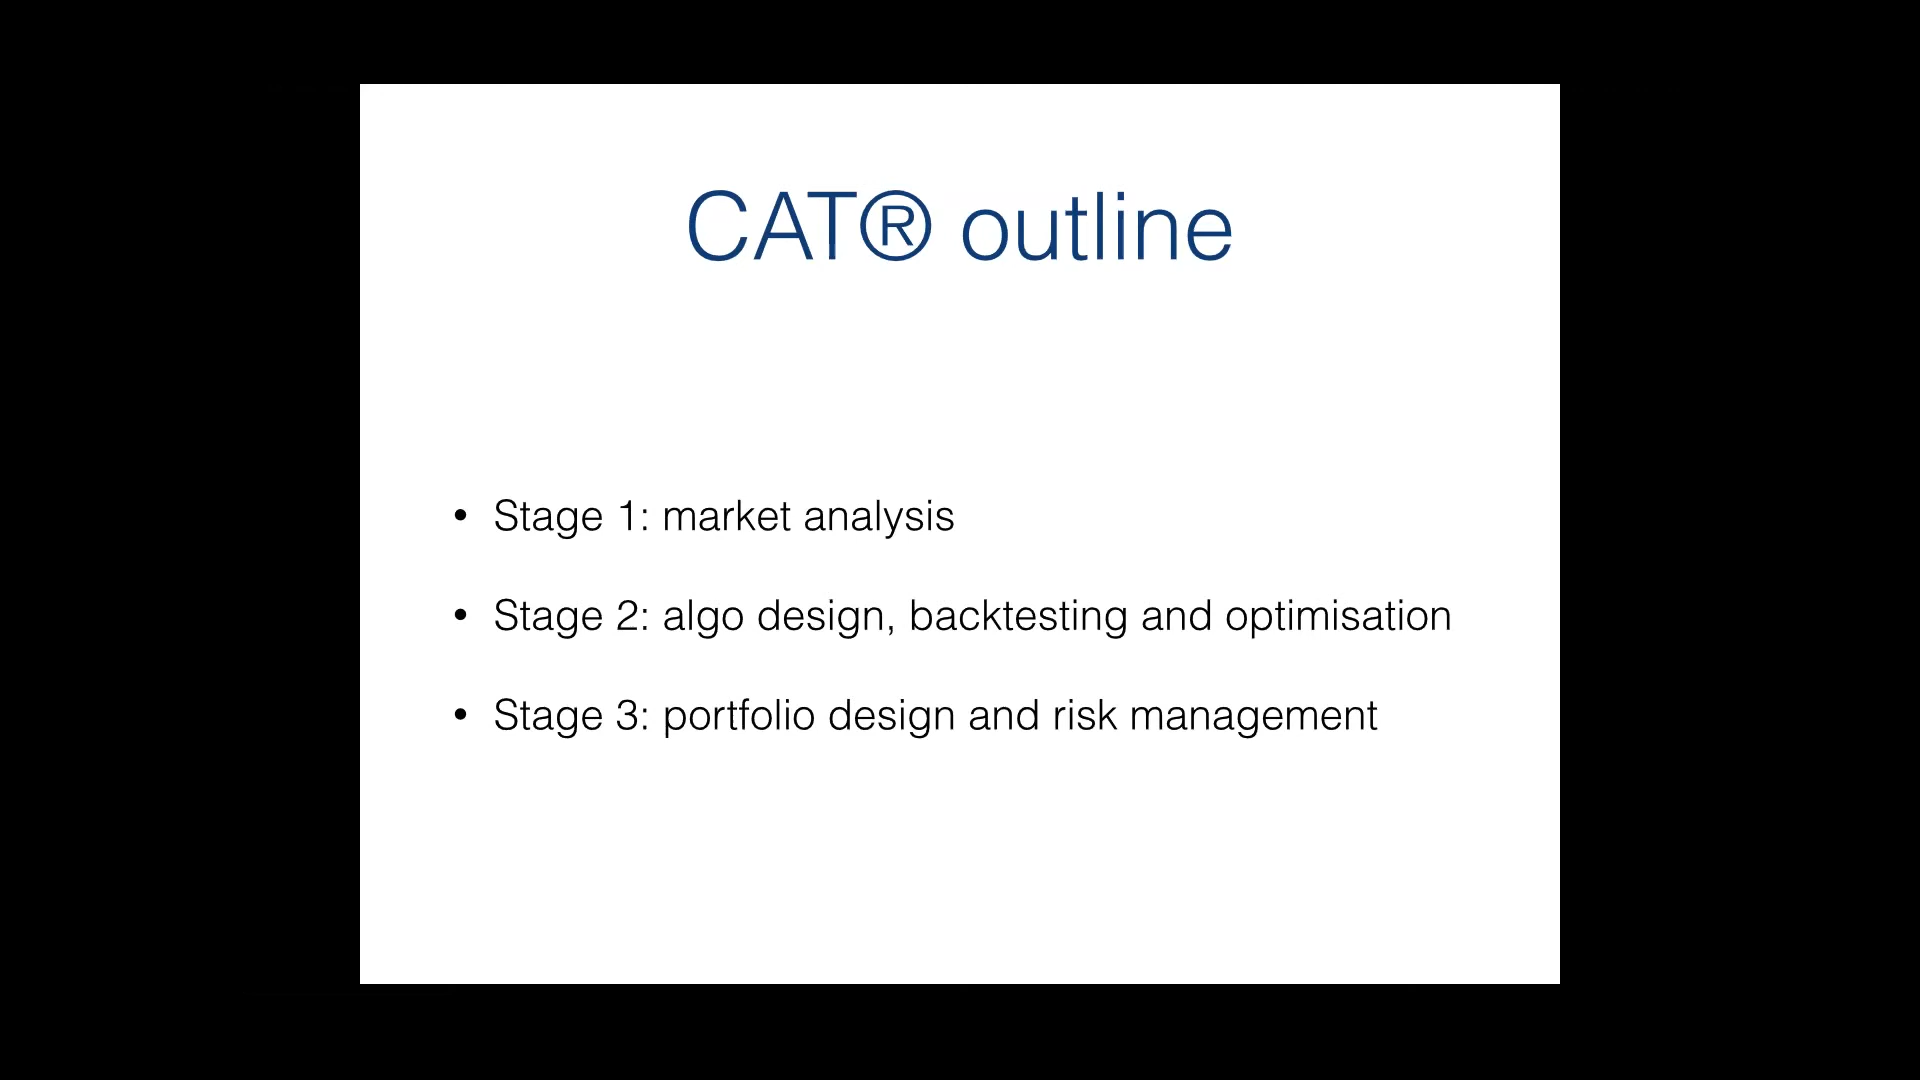 CAT® outline
• Stage 1: market analysis
• Stage 2: algo design, backtesting and optimisation
• Stage 3: portfolio design and risk management